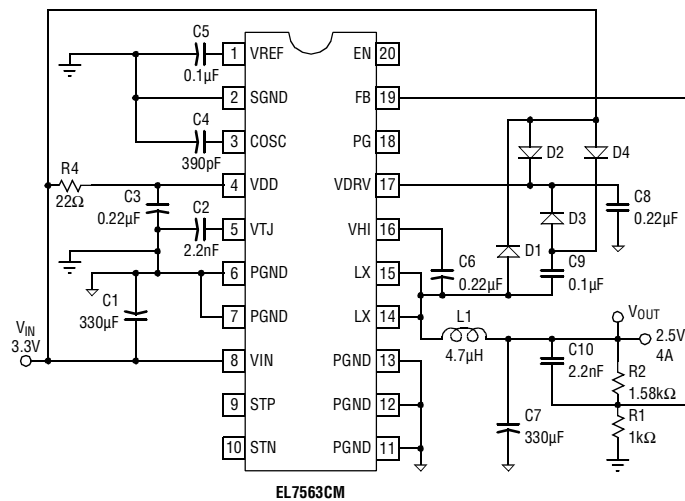 C5
0.1µF
1 VREF
EN 20
2 SGND
FB 19
C4
390pF
3 COSC
PG 18
D2
D4
R4
22Ω
4 VDD
VDRV 17
C3
0.22µF
C2
2.2nF
5 VTJ
VHI 16
D3
C8
0.22µF
D1
6 PGND
LX 15
C6
0.22µF
C9
0.1µF
C1
330µF
7 PGND
LX 14
L1
4.7µH
VOUT
2.5V
4A
VIN
3.3V
8 VIN
PGND 13
C10
2.2nF
R2
1.58kΩ
9 STP
PGND 12
C7
330µF
R1
1kΩ
10 STN
PGND 11
EL7563CM